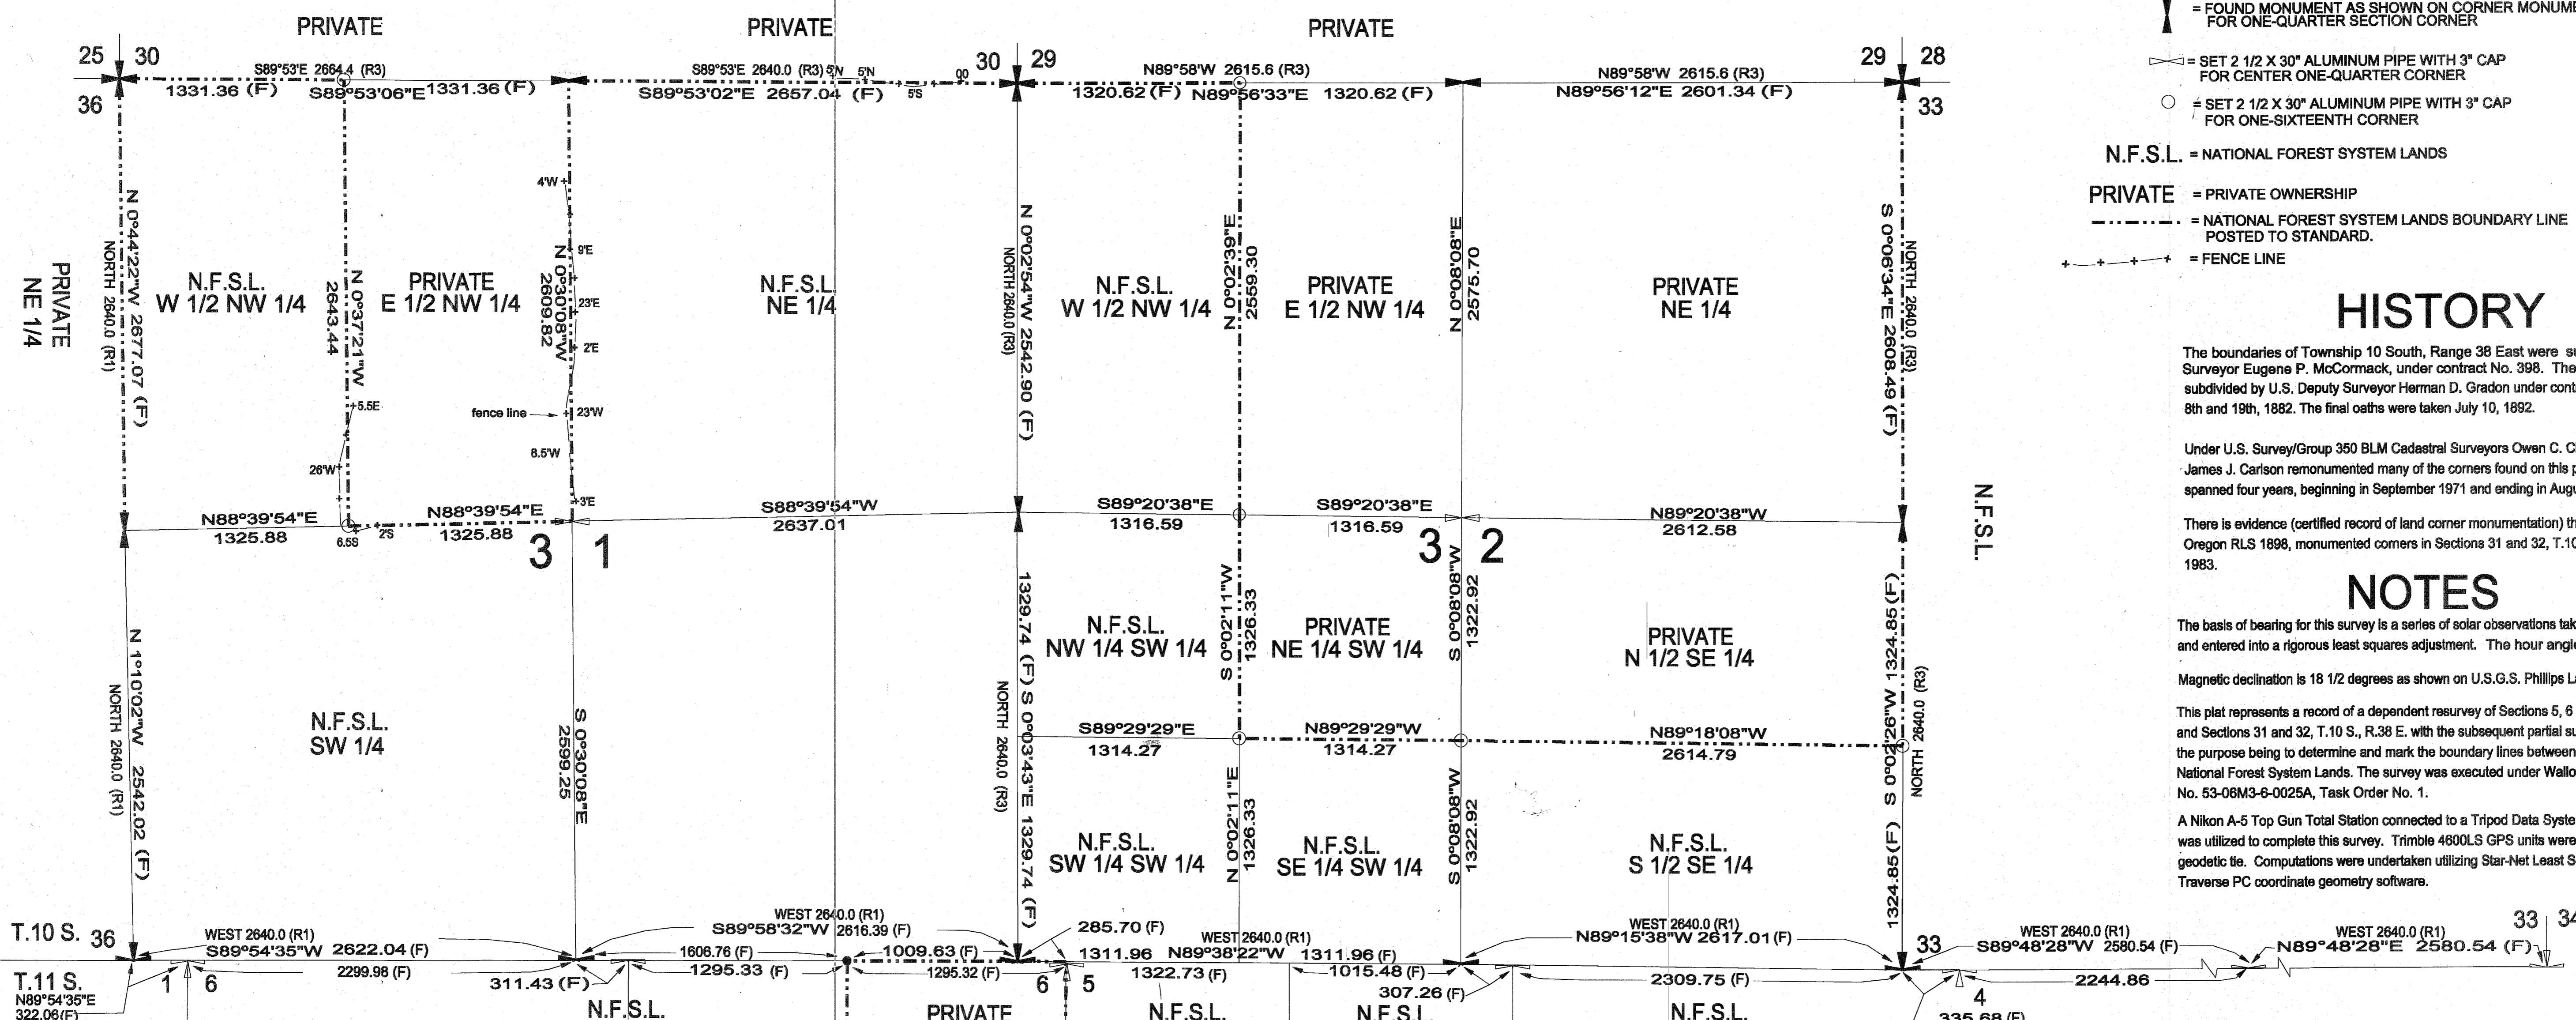 PRIVATE
PRIVATE
PRIVATE
25 30
30 29
29 28
36
33
S89°53'E 2664.4 (R3)
1331.36 (F)
S89°53'06"E
1331.36 (F)
S89°53'E 2640.0 (R3)
5'N
5'N
00
S89°53'02"E 2657.04 (F)
5'S
N89°58'W 2615.6 (R3)
1320.62 (F)
N89°56'33"E
1320.62 (F)
N89°58'W 2615.6 (R3)
N89°56'12"E 2601.34 (F)
PRIVATE
NE 1/4
NORTH 2640.0 (R1)
N 0°44'22"W 2677.07 (F)
N.F.S.L.
W 1/2 NW 1/4
N 0°37'21"W
2643.44
PRIVATE
E 1/2 NW 1/4
N 0°30'08"W
2609.82
4'W
9'E
23'E
2'E
fence line
23'W
8.5'W
3'E
5.5'E
26'W
N.F.S.L.
NE 1/4
NORTH 2640.0 (R3)
N 0°02'54"W 2542.90 (F)
N.F.S.L.
W 1/2 NW 1/4
N 0°02'39"E
2559.30
PRIVATE
E 1/2 NW 1/4
N 0°08'08"E
2575.70
PRIVATE
NE 1/4
S 0°06'34"E 2608.49 (F)
NORTH 2640.0 (R3)
N.F.S.L.
N88°39'54"E
1325.88
6.5S
2'S
N88°39'54"E
1325.88
31
S88°39'54"W
2637.01
S89°20'38"E
1316.59
S89°20'38"E
1316.59
32
N89°20'38"W
2612.58
N 1°10'02"W 2542.02 (F)
NORTH 2640.0 (R1)
N.F.S.L.
SW 1/4
S 0°30'08"E
2599.25
1329.74 (F) S 0°03'43"E 1329.74 (F)
NORTH 2640.0 (R3)
N.F.S.L.
NW 1/4 SW 1/4
S 0°02'11"W
1326.33
PRIVATE
NE 1/4 SW 1/4
S 0°08'08"W
1322.92
PRIVATE
N 1/2 SE 1/4
1324.85 (F) S 0°02'26"W 1324.85 (F)
NORTH 2640.0 (R3)
S89°29'29"E
1314.27
N89°29'29"W
1314.27
N89°18'08"W
2614.79
N.F.S.L.
SW 1/4 SW 1/4
N 0°02'11"E
1326.33
N.F.S.L.
SE 1/4 SW 1/4
S 0°08'08"W
1322.92
N.F.S.L.
S 1/2 SE 1/4
T.10 S. 36
T.11 S.
N89°54'35"E
322.06(F)
1 6
WEST 2640.0 (R1)
S89°54'35"W 2622.04 (F)
2299.98 (F)
311.43 (F)
WEST 2640.0 (R1)
S89°58'32"W 2616.39 (F)
1606.76 (F)
1295.33 (F)
1009.63 (F)
1295.32 (F)
285.70 (F)
6 5
WEST 2640.0 (R1)
1311.96 N89°38'22"W 1311.96 (F)
1322.73 (F)
1015.48 (F)
307.26 (F)
WEST 2640.0 (R1)
N89°15'38"W 2617.01 (F)
2309.75 (F)
33
4
335.68 (F)
WEST 2640.0 (R1)
S89°48'28"W 2580.54 (F)
2244.86
WEST 2640.0 (R1)
N89°48'28"E 2580.54 (F)
33 34
N.F.S.L.
PRIVATE
N.F.S.L.
N.F.S.L.
N.F.S.L.
= FOUND MONUMENT AS SHOWN ON CORNER
FOR ONE-QUARTER SECTION CORNER
= SET 2 1/2 X 30" ALUMINUM PIPE WITH 3" CAP
FOR CENTER ONE-QUARTER CORNER
= SET 2 1/2 X 30" ALUMINUM PIPE WITH 3" CAP
FOR ONE-SIXTEENTH CORNER
N.F.S.L. = NATIONAL FOREST SYSTEM LANDS
PRIVATE = PRIVATE OWNERSHIP
= NATIONAL FOREST SYSTEM LANDS BOUNDARY LINE
POSTED TO STANDARD.
= FENCE LINE
HISTORY
The boundaries of Township 10 South, Range 38 East were
Surveyor Eugene P. McCormack, under contract No. 398. The
subdivided by U.S. Deputy Surveyor Herman D. Gradon under
8th and 19th, 1882. The final oaths were taken July 10, 1892.
Under U.S. Survey/Group 350 BLM Cadastral Surveyors Owen C.
James J. Carlson remonumented many of the corners found on this
spanned four years, beginning in September 1971 and ending in
There is evidence (certified record of land corner monumentation)
Oregon RLS 1898, monumented corners in Sections 31 and 32,
1983.
NOTES
The basis of bearing for this survey is a series of solar observations
and entered into a rigorous least squares adjustment. The hour
Magnetic declination is 18 1/2 degrees as shown on U.S.G.S. Phillips
This plat represents a record of a dependent resurvey of Sections 5, 6
and Sections 31 and 32, T.10 S., R.38 E. with the subsequent partial
the purpose being to determine and mark the boundary lines between
National Forest System Lands. The survey was executed under
No. 53-06M3-6-0025A, Task Order No. 1.
A Nikon A-5 Top Gun Total Station connected to a Tripod Data
was utilized to complete this survey. Trimble 4600LS GPS units were
geodetic tie. Computations were undertaken utilizing Star-Net Least
Traverse PC coordinate geometry software.